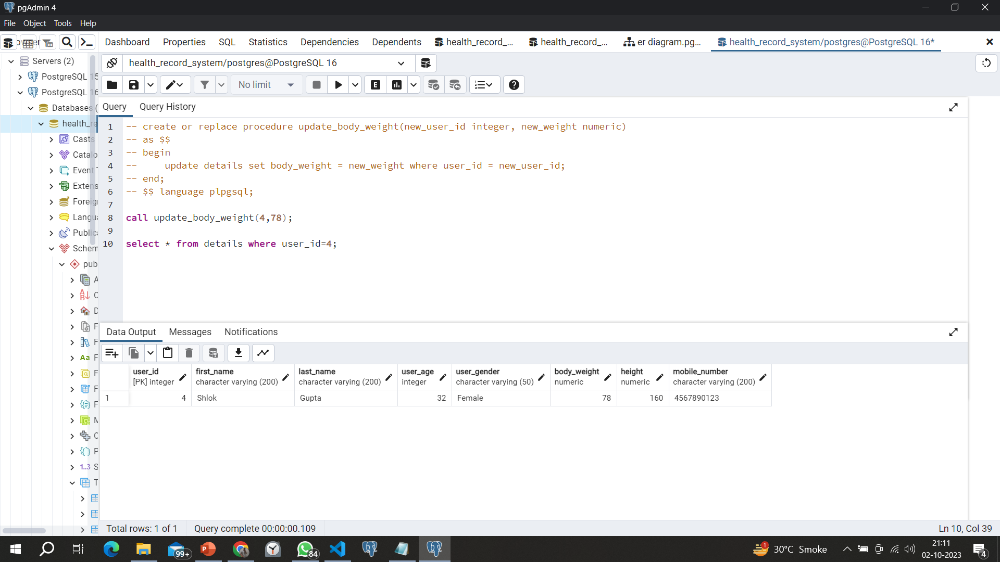 pgAdmin 4
File Object Tools Help
Dashboard Properties SQL Statistics Dependencies Dependents health_record_... health_record_... er diagram.pg... health_record_system/postgres@PostgreSQL 16*
Servers (2)
PostgreSQL 15
PostgreSQL 16
Databases (
health_re
Casts
Catalo
Event T
Extens
Foreig
Langu
Public
Schem
pub
A
C
D
F
F
Aa F
F
F
F
M
O
P
1..3 S
T
health_record_system/postgres@PostgreSQL 16
No limit
Query Query History
1 -- create or replace procedure update_body_weight(new_user_id integer, new_weight numeric)
2 -- as $$
3 -- begin
4 --     update details set body_weight = new_weight where user_id = new_user_id;
5 -- end;
6 -- $$ language plpgsql;
7
8 call update_body_weight(4,78);
9
10 select * from details where user_id=4;
Data Output Messages Notifications
user_id first_name last_name user_age user_gender body_weight height mobile_number
[PK] integer character varying (200) character varying (200) integer character varying (50) numeric numeric character varying (200)
1 4 Shlok Gupta 32 Female 78 160 4567890123
Total rows: 1 of 1 Query complete 00:00:00.109 Ln 10, Col 39
99+ 84 1 30°C Smoke 21:11
02-10-2023 4